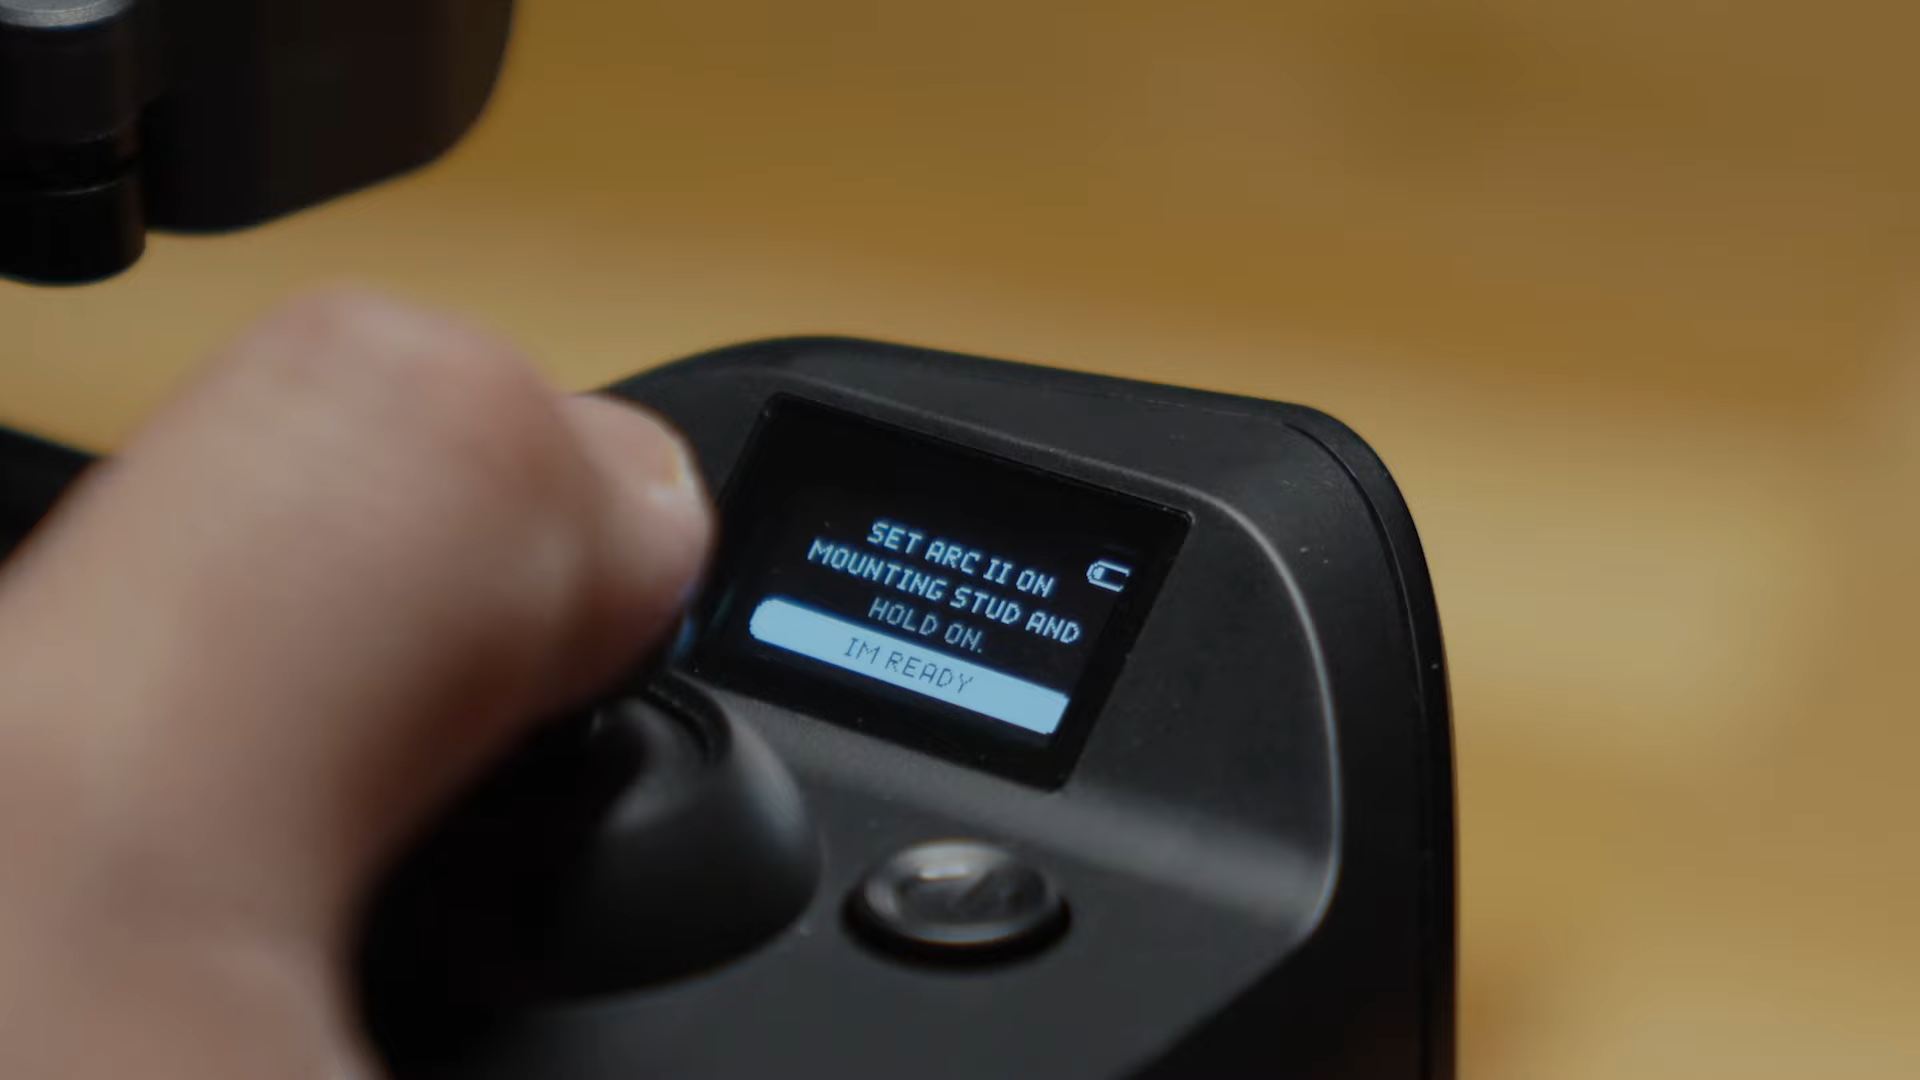 SET ARC II ON
MOUNTING STUD AND
HOLD ON.
IM READY